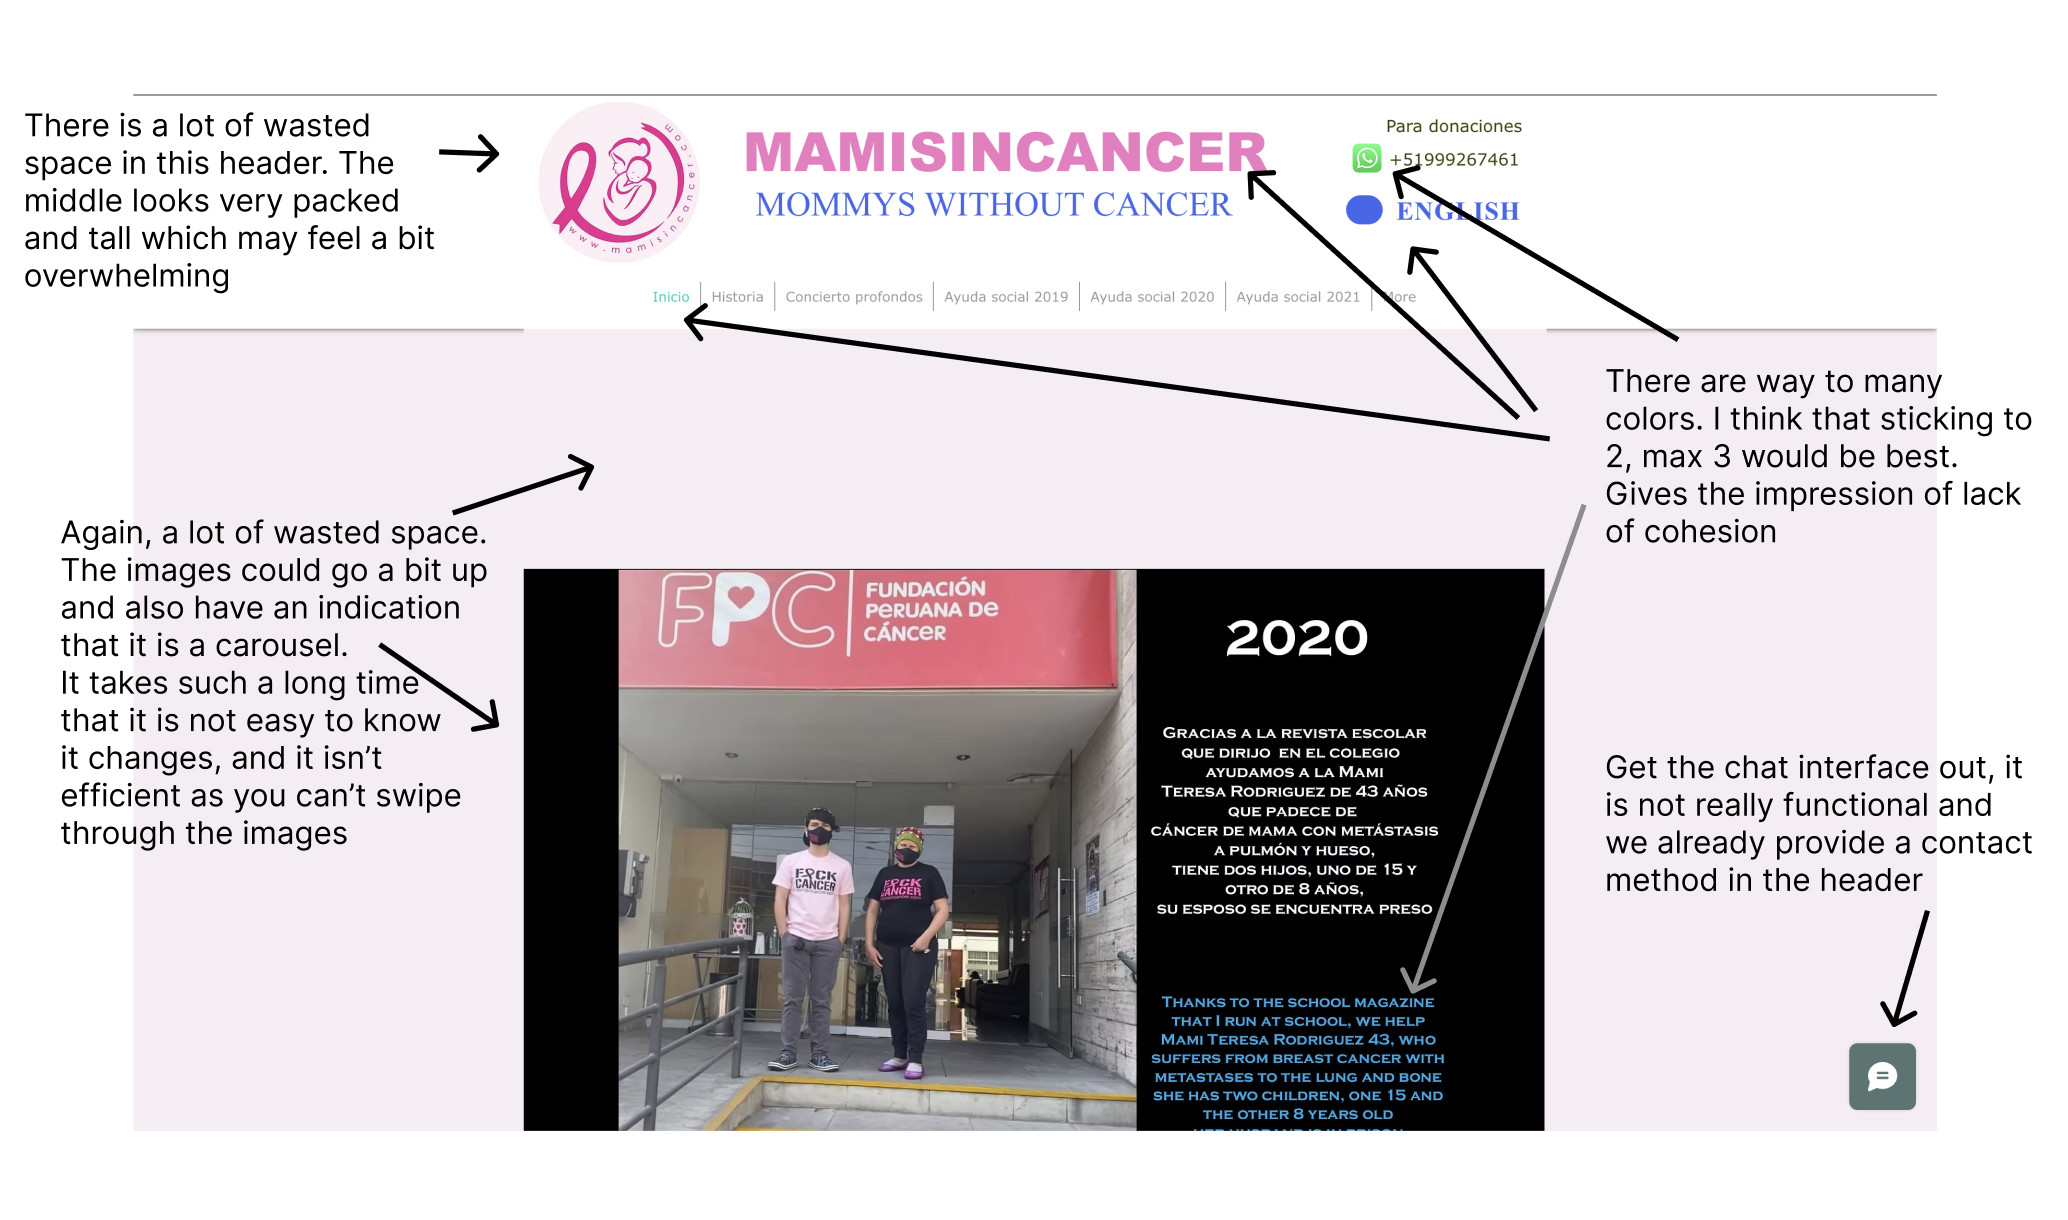 There is a lot of wasted
space in this header. The
middle looks very packed
and tall which may feel a bit
overwhelming
www.mamisincancer.com
MAMISINCANCER
MOMMYS WITHOUT CANCER
Para donaciones
+51999267461
ENGLISH
Inicio
Historia
Concierto profondos
Ayuda social 2019
Ayuda social 2020
Ayuda social 2021
More
There are way to many
colors. I think that sticking to
2, max 3 would be best.
Gives the impression of lack
of cohesion
Again, a lot of wasted space.
The images could go a bit up
and also have an indication
that it is a carousel.
It takes such a long time
that it is not easy to know
it changes, and it isn’t
efficient as you can’t swipe
through the images
FPC
FUNDACIÓN
PERUANA DE
CÁNCER
F CK
CANCER
F CK
CANCER
2020
GRACIAS A LA REVISTA ESCOLAR
QUE DIRIJO EN EL COLEGIO
AYUDAMOS A LA MAMI
TERESA RODRIGUEZ DE 43 AÑOS
QUE PADECE DE
CÁNCER DE MAMA CON METÁSTASIS
A PULMÓN Y HUESO,
TIENE DOS HIJOS, UNO DE 15 Y
OTRO DE 8 AÑOS,
SU ESPOSO SE ENCUENTRA PRESO
THANKS TO THE SCHOOL MAGAZINE
THAT I RUN AT SCHOOL, WE HELP
MAMI TERESA RODRIGUEZ 43, WHO
SUFFERS FROM BREAST CANCER WITH
METASTASES TO THE LUNG AND BONE
SHE HAS TWO CHILDREN, ONE 15 AND
THE OTHER 8 YEARS OLD
HER HUSBAND IS IN PRISON
Get the chat interface out, it
is not really functional and
we already provide a contact
method in the header